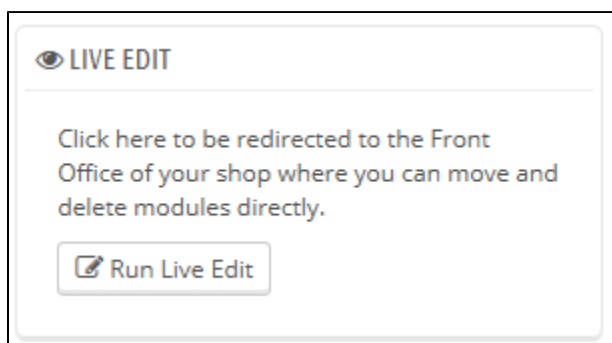 LIVE EDIT
Click here to be redirected to the Front
Office of your shop where you can move and
delete modules directly.
Run Live Edit